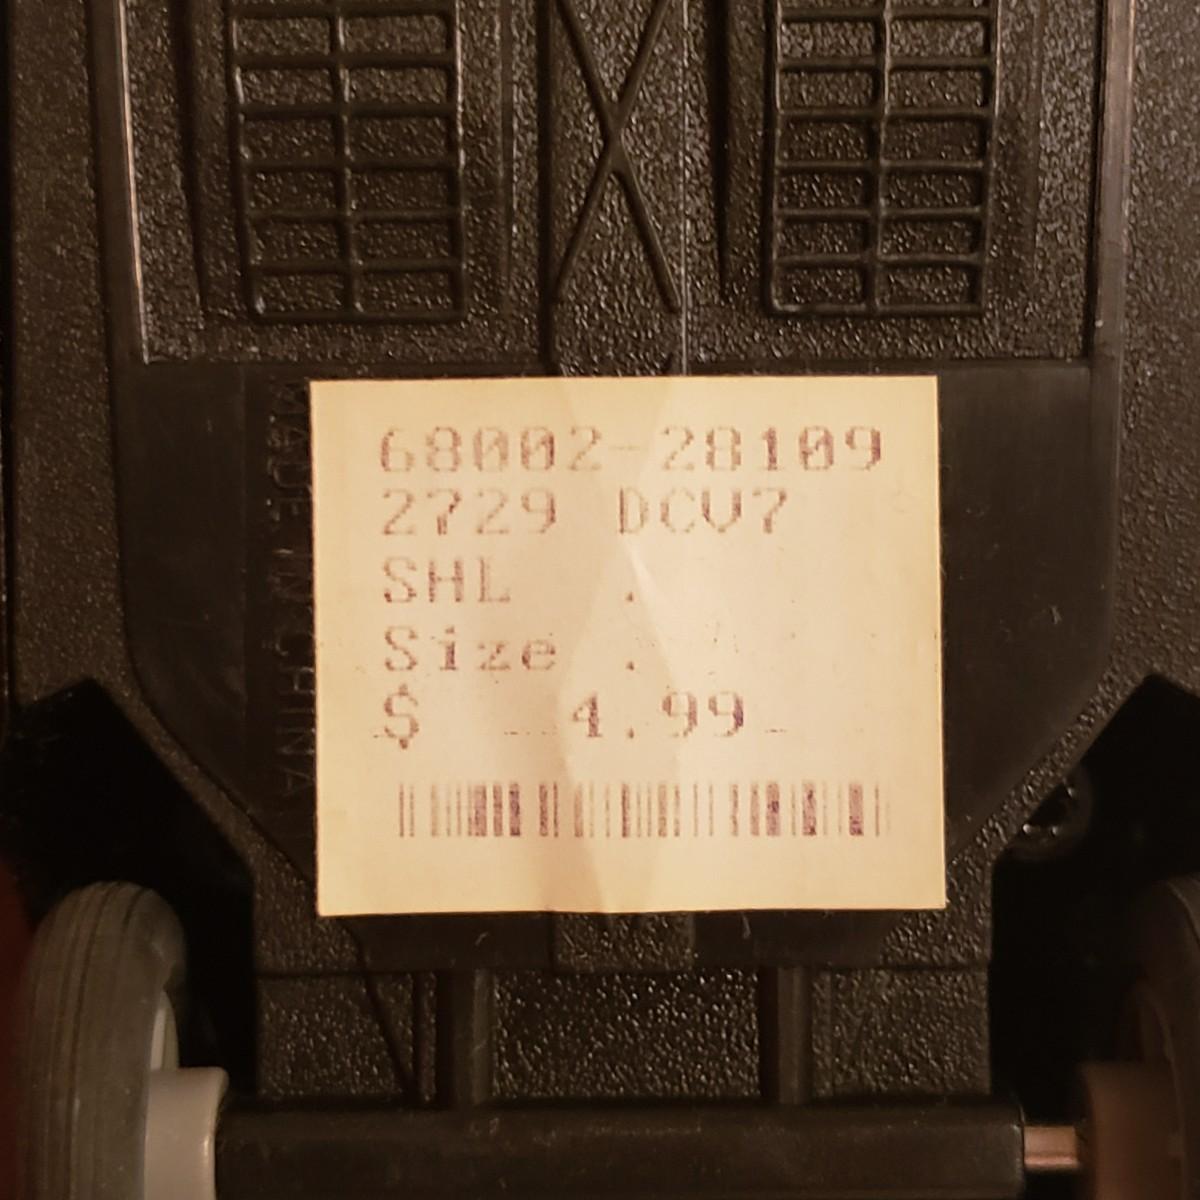 68002-28109
2729 DCV7
SHL .
Size .
$ 4.99
MADE IN CHINA